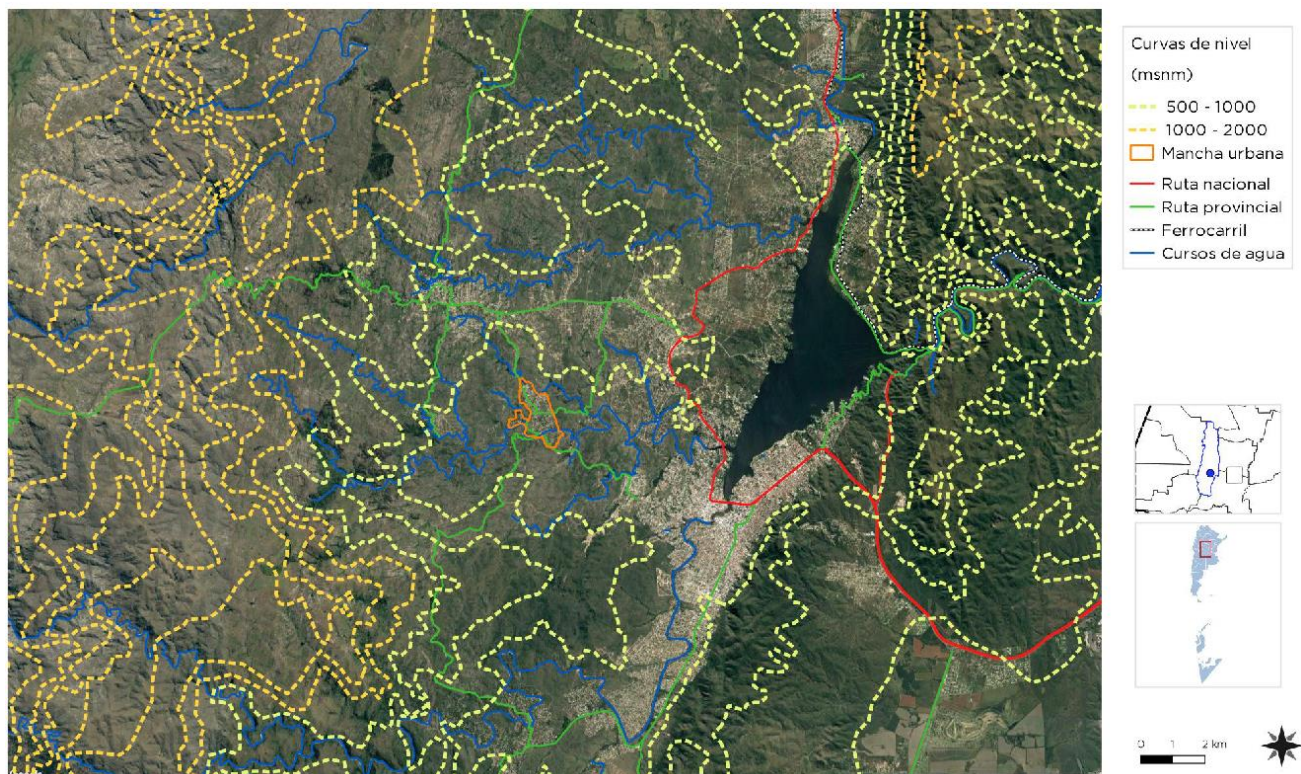 Curvas de nivel
(msnm)
500 - 1000
1000 - 2000
Mancha urbana
Ruta nacional
Ruta provincial
Ferrocarril
Cursos de agua
0 1 2 km